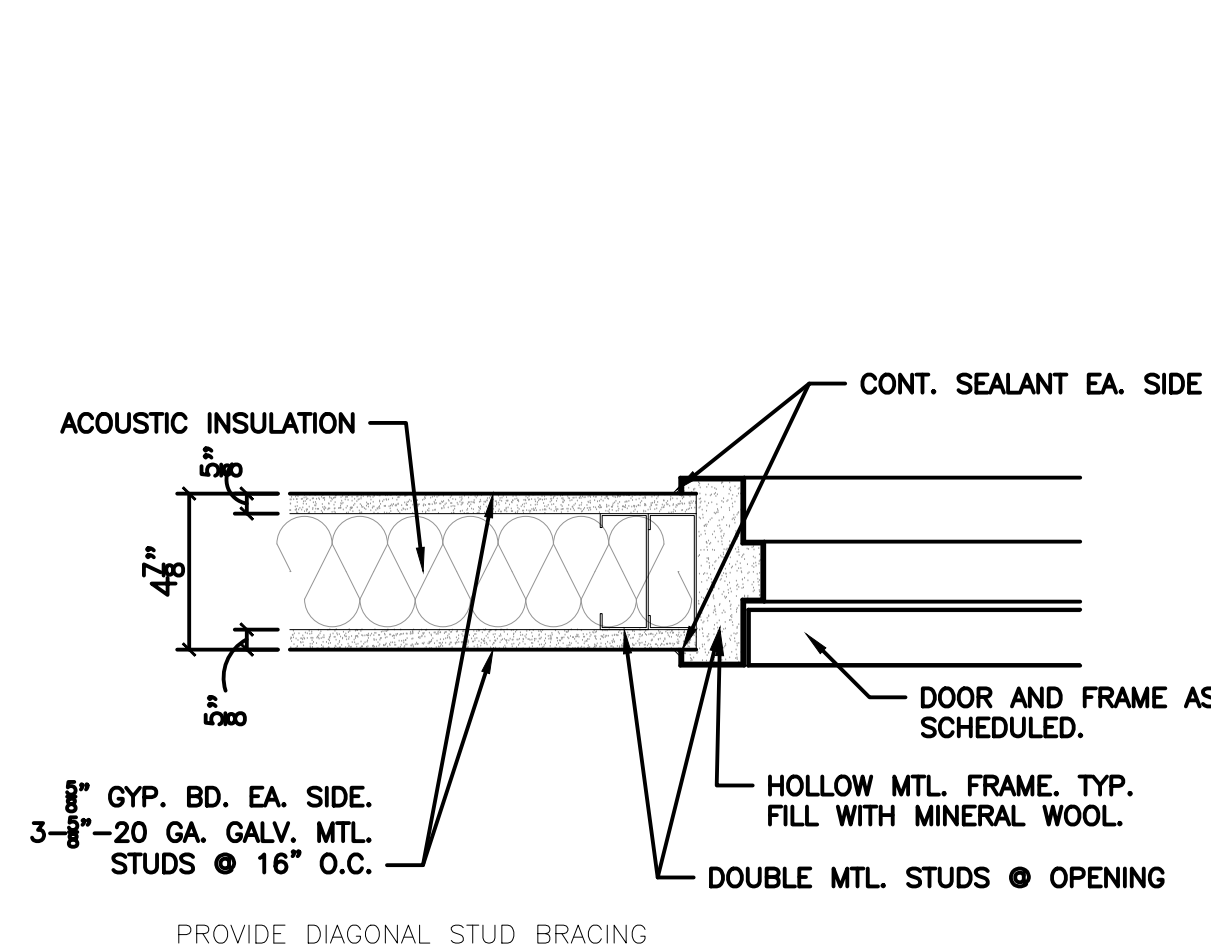 CONT. SEALANT EA. SIDE
ACOUSTIC INSULATION
5/8"
4 7/8"
5/8"
DOOR AND FRAME AS
SCHEDULED.
HOLLOW MTL. FRAME. TYP.
FILL WITH MINERAL WOOL.
5/8" GYP. BD. EA. SIDE.
3-5/8"-20 GA. GALV. MTL.
STUDS @ 16" O.C.
DOUBLE MTL. STUDS @ OPENING
PROVIDE DIAGONAL STUD BRACING